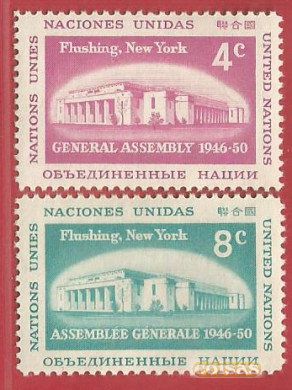 NACIONES UNIDAS 聯合國
NATIONS UNIES
Flushing, New York
4c
UNITED NATIONS
GENERAL ASSEMBLY 1946-50
ОБЪЕДИНЕННЫЕ НАЦИИ
NACIONES UNIDAS 聯合國
NATIONS UNIES
Flushing, New York
8c
UNITED NATIONS
ASSEMBLÉE GENERALE 1946-50
ОБЪЕДИНЕННЫЕ НАЦИИ